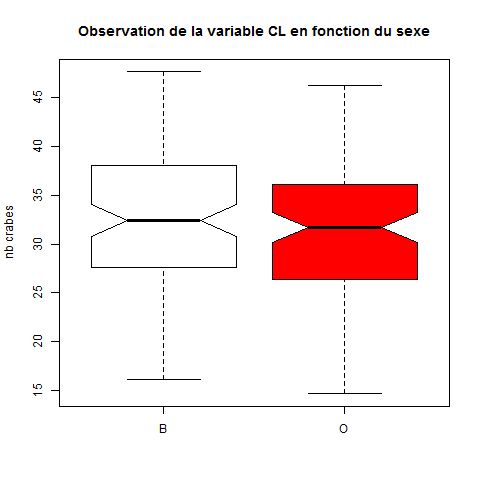 Observation de la variable CL en fonction du sexe
nb crabes
45
40
35
30
25
20
15
B
O